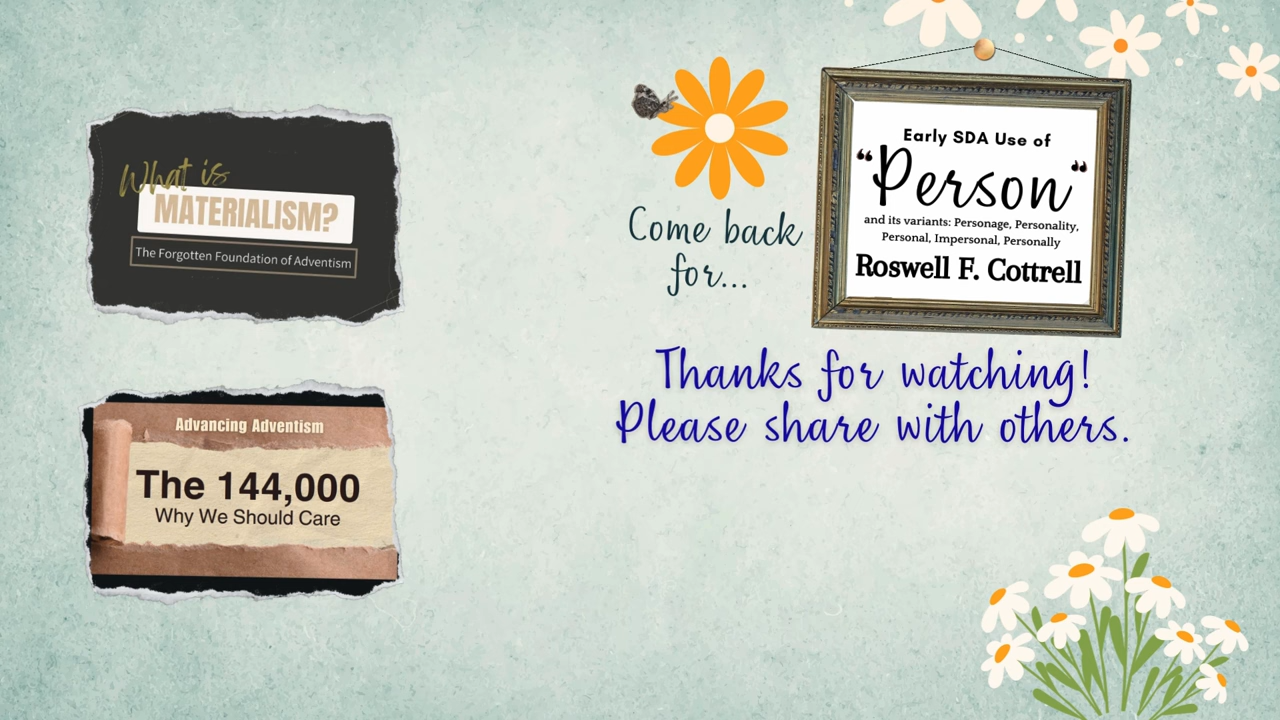 What is
MATERIALISM?
The Forgotten Foundation of Adventism
Advancing Adventism
The 144,000
Why We Should Care
Come back
for...
Early SDA Use of
"Person"
and its variants: Personage, Personality,
Personal, Impersonal, Personally
Roswell F. Cottrell
Thanks for watching!
Please share with others.